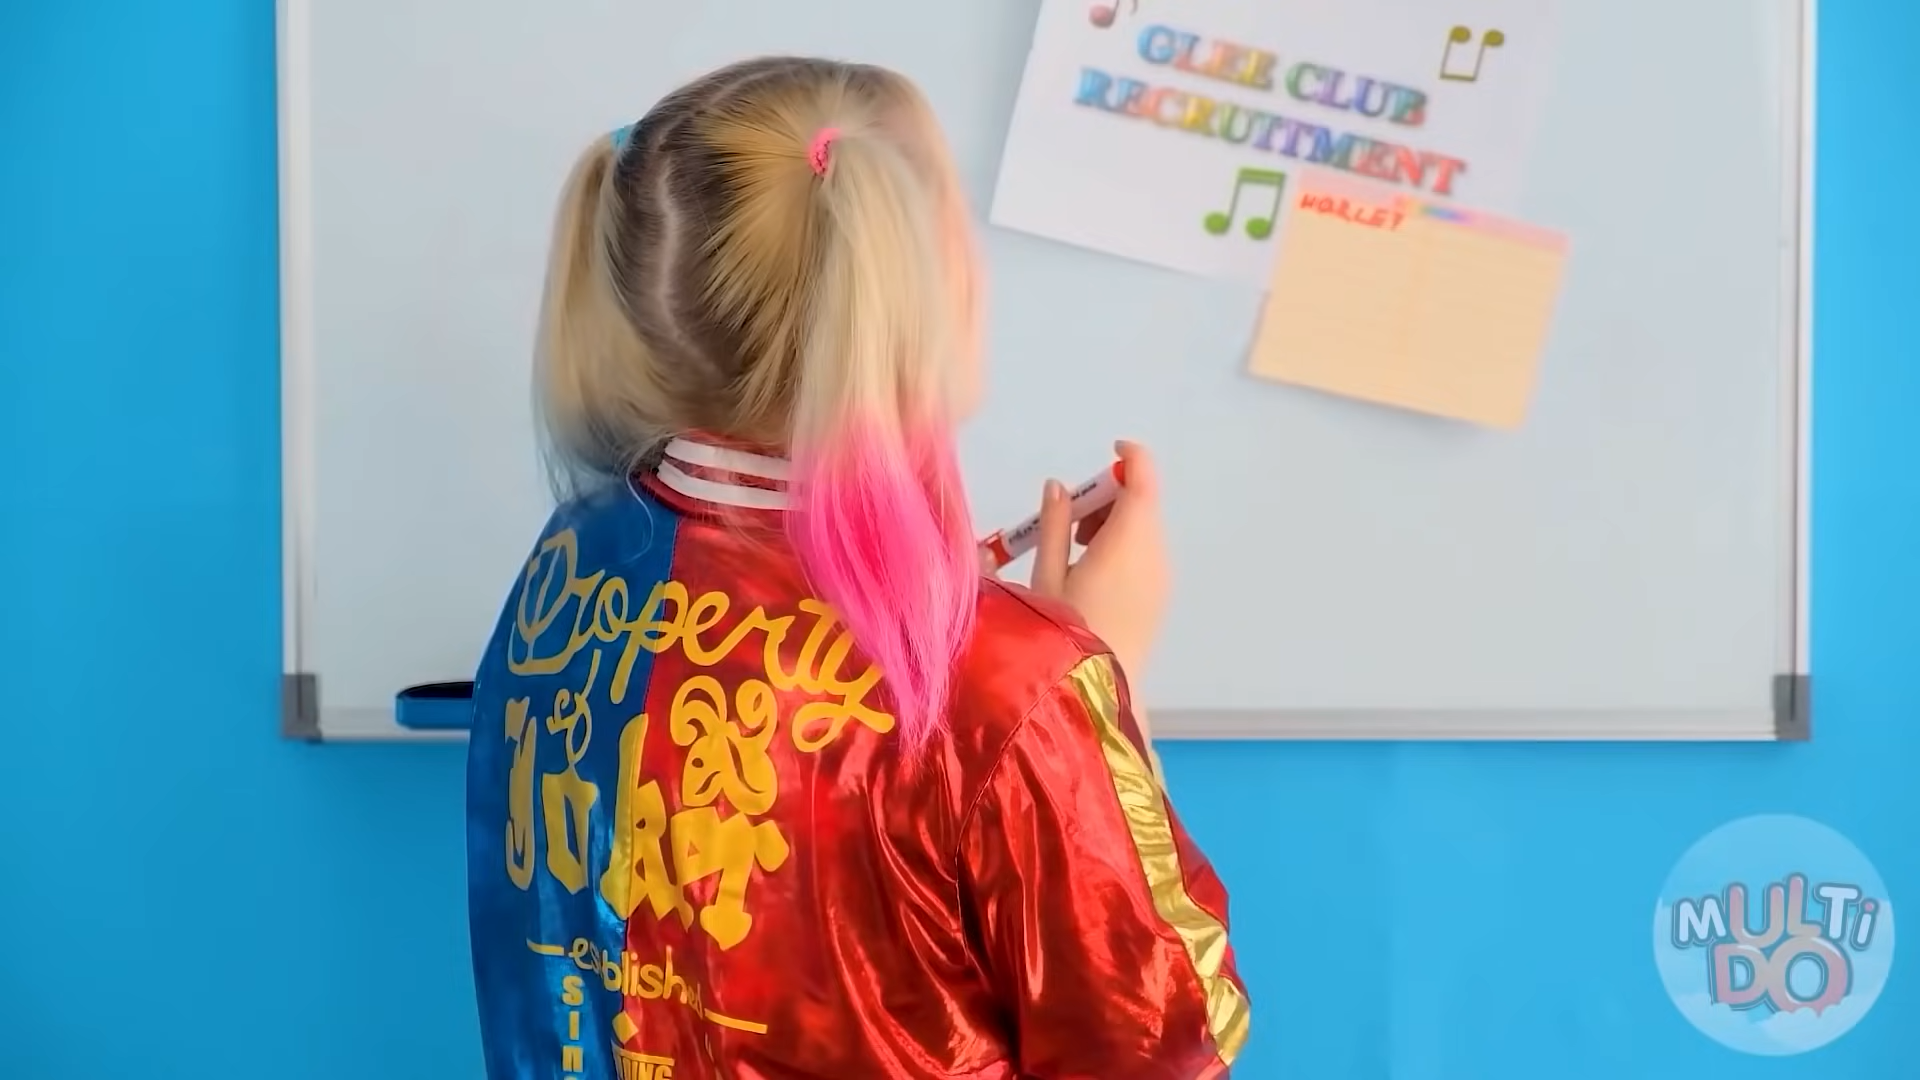 GLEE CLUB
RECRUITMENT
HARLEY
Property
of
JOKER
established
MULTi
DO